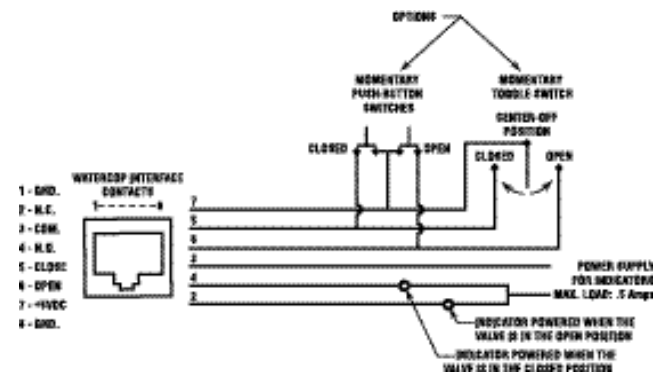 OPTIONS
MOMENTARY
PUSH-BUTTON
SWITCHES
MOMENTARY
TOGGLE SWITCH
CENTER-OFF
POSITION
CLOSED
OPEN
CLOSED
OPEN
WATERCOP INTERFACE
CONTACTS
1 - - - - - - 8
1 - GND.
2 - N.C.
3 - COM.
4 - N.O.
5 - CLOSE
6 - OPEN
7 - +5VDC
8 - GND.
7
5
6
3
4
2
POWER SUPPLY
FOR INDICATORS
MAX. LOAD: .5 Amps
INDICATOR POWERED WHEN THE
VALVE IS IN THE OPEN POSITION
INDICATOR POWERED WHEN THE
VALVE IS IN THE CLOSED POSITION